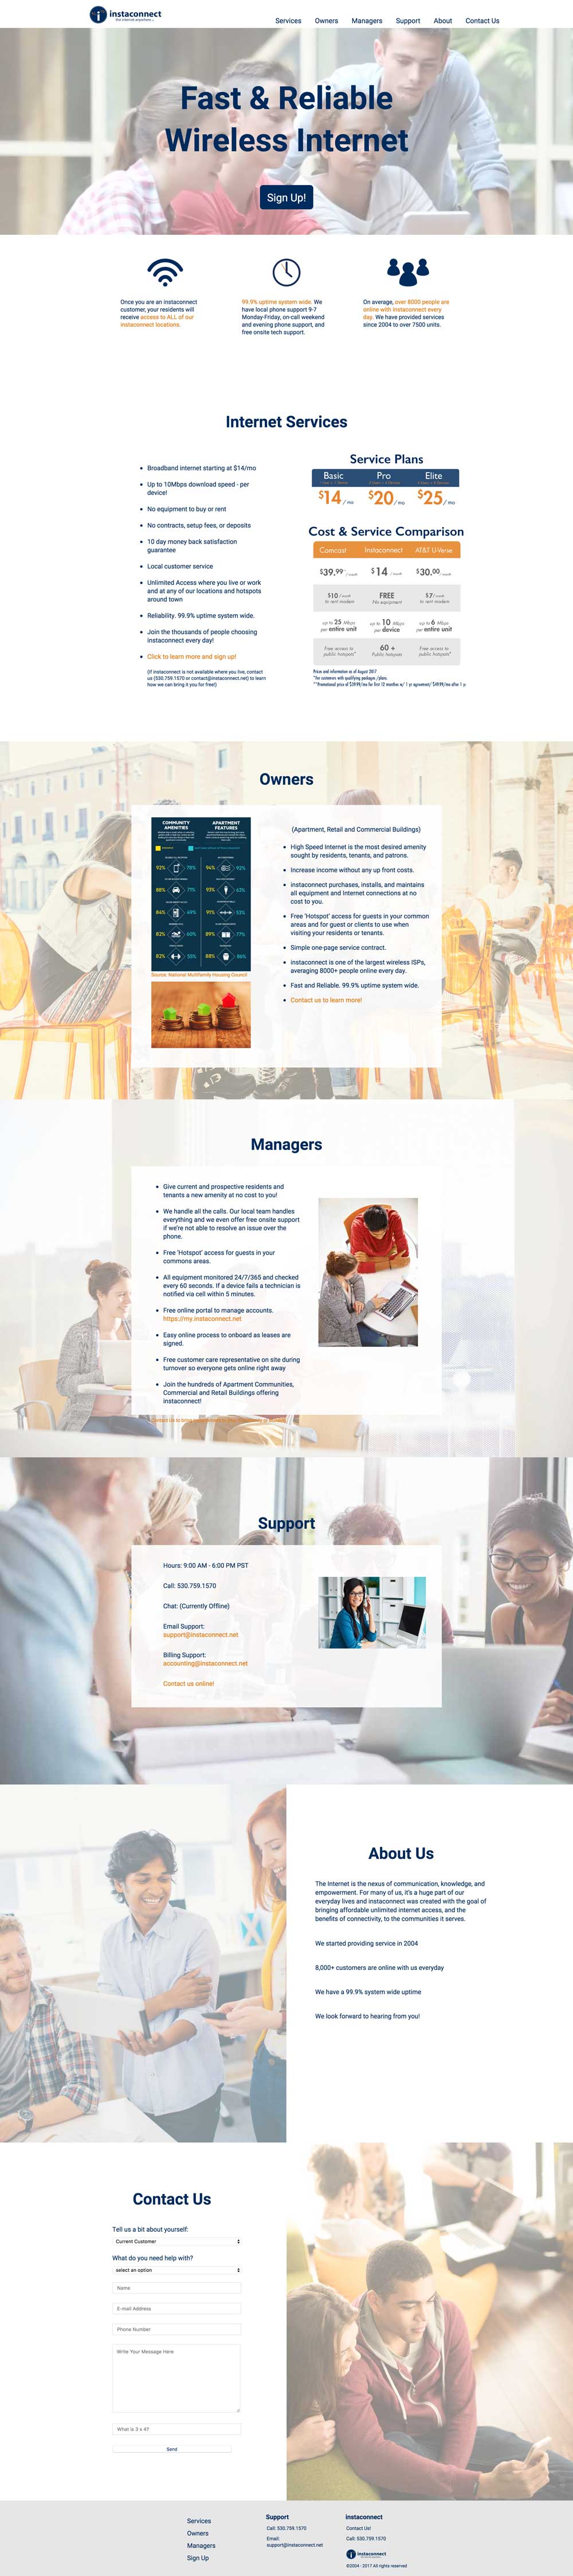 instaconnect
the internet anywhere
Services
Owners
Managers
Support
About
Contact Us
Fast & Reliable
Wireless Internet
Sign Up!
Once you are an instaconnect
customer, your residents will
receive access to ALL of our
instaconnect locations.
99.9% uptime system wide. We
have local phone support 9-7
Monday-Friday, on-call weekend
and evening phone support, and
free onsite tech support.
On average, over 8000 people are
online with instaconnect every
day. We have provided services
since 2004 to over 7500 units.
Internet Services
Broadband internet starting at $14/mo
Up to 10Mbps download speed - per
device!
No equipment to buy or rent
No contracts, setup fees, or deposits
10 day money back satisfaction
guarantee
Local customer service
Unlimited Access where you live or work
and at any of our locations and hotspots
around town
Reliability. 99.9% uptime system wide.
Join the thousands of people choosing
instaconnect every day!
Click to learn more and sign up!
(If instaconnect is not available where you live, contact
us (530.759.1570 or contact@instaconnect.net) to learn
how we can bring it you for free!)
Service Plans
Basic Pro Elite
$14/mo $20/mo $25/mo
Cost & Service Comparison
Comcast Instaconnect AT&T U-Verse
$39.99 /month $14 /month $30.00 /month
$10/month FREE $7/month
to rent modem No equipment to rent modem
up to 25 Mbps up to 10 Mbps up to 6 Mbps
per entire unit per device per entire unit
Free access to 60 + Free access to
public hotspots* Public hotspots public hotspots*
Prices and information as of August 2017
*For customers with qualifying packages /plans.
**Promotional price of $39.99/mo for first 12 months w/ 1 yr agreement/ $49.99/mo after 1 yr
Owners
COMMUNITY AMENITIES
APARTMENT FEATURES
92% 78% 94% 92%
88% 71% 93% 63%
84% 69% 91% 53%
82% 60% 89% 77%
82% 55% 88% 86%
Source: National Multifamily Housing Council
(Apartment, Retail and Commercial Buildings)
High Speed Internet is the most desired amenity
sought by residents, tenants, and patrons.
Increase income without any up front costs.
instaconnect purchases, installs, and maintains
all equipment and Internet connections at no
cost to you.
Free 'Hotspot' access for guests in your common
areas and for guest or clients to use when
visiting your residents or tenants.
Simple one-page service contract.
instaconnect is one of the largest wireless ISPs,
averaging 8000+ people online every day.
Fast and Reliable. 99.9% uptime system wide.
Contact us to learn more!
Managers
Give current and prospective residents and
tenants a new amenity at no cost to you!
We handle all the calls. Our local team handles
everything and we even offer free onsite support
if we're not able to resolve an issue over the
phone.
Free 'Hotspot' access for guests in your
commons areas.
All equipment monitored 24/7/365 and checked
every 60 seconds. If a device fails a technician is
notified via cell within 5 minutes.
Free online portal to manage accounts.
https://my.instaconnect.net
Easy online process to onboard as leases are
signed.
Free customer care representative on site during
turnover so everyone gets online right away
Join the hundreds of Apartment Communities,
Commercial and Retail Buildings offering
instaconnect!
Contact Us to bring
Support
Hours: 9:00 AM - 6:00 PM PST
Call: 530.759.1570
Chat: (Currently Offline)
Email Support:
support@instaconnect.net
Billing Support:
accounting@instaconnect.net
Contact us online!
About Us
The Internet is the nexus of communication, knowledge, and
empowerment. For many of us, it's a huge part of our
everyday lives and instaconnect was created with the goal of
bringing affordable unlimited internet access, and the
benefits of connectivity, to the communities it serves.
We started providing service in 2004
8,000+ customers are online with us everyday
We have a 99.9% system wide uptime
We look forward to hearing from you!
Contact Us
Tell us a bit about yourself:
Current Customer
What do you need help with?
select an option
Name
E-mail Address
Phone Number
Write Your Message Here
What is 3 x 4?
Send
Services
Owners
Managers
Sign Up
Support
Call: 530.759.1570
Email:
support@instaconnect.net
instaconnect
Contact Us!
Call: 530.759.1570
instaconnect
©2004 - 2017 All rights reserved